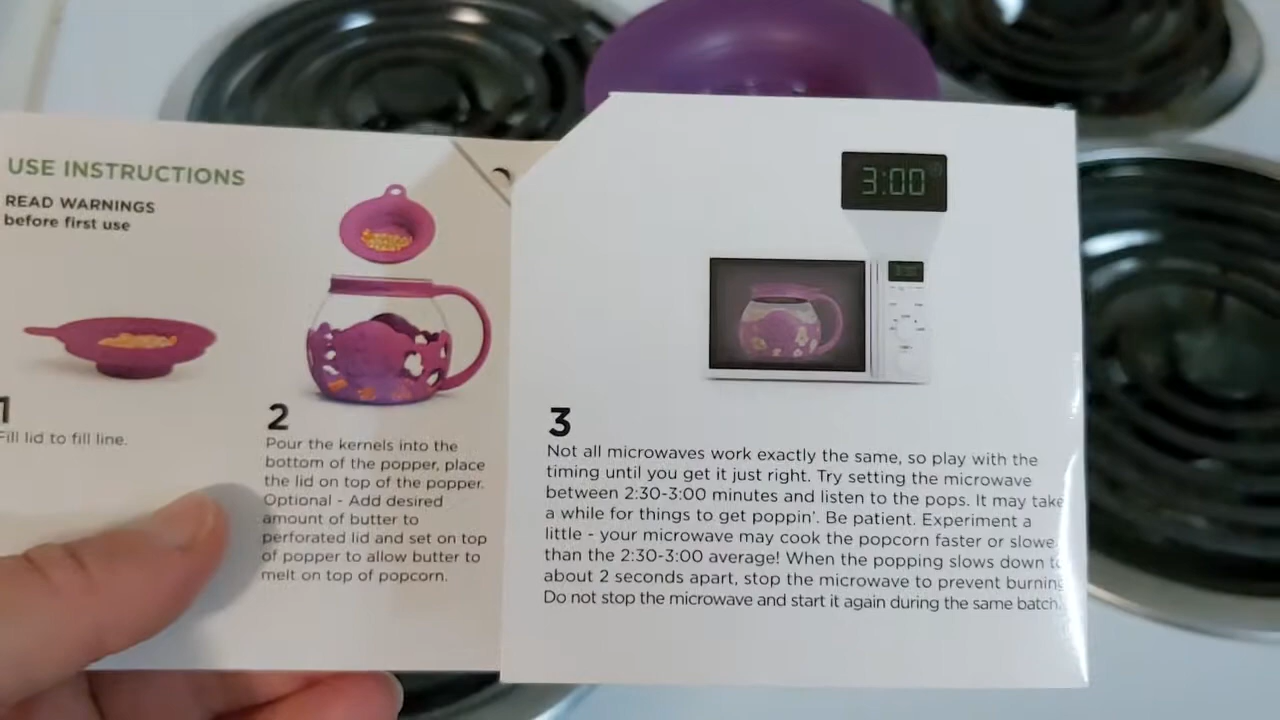 USE INSTRUCTIONS
READ WARNINGS
before first use
1
Fill lid to fill line.
2
Pour the kernels into the
bottom of the popper, place
the lid on top of the popper.
Optional - Add desired
amount of butter to
perforated lid and set on top
of popper to allow butter to
melt on top of popcorn.
3:00
3
Not all microwaves work exactly the same, so play with the
timing until you get it just right. Try setting the microwave
between 2:30-3:00 minutes and listen to the pops. It may take
a while for things to get poppin'. Be patient. Experiment a
little - your microwave may cook the popcorn faster or slowe
than the 2:30-3:00 average! When the popping slows down to
about 2 seconds apart, stop the microwave to prevent burning
Do not stop the microwave and start it again during the same batch.